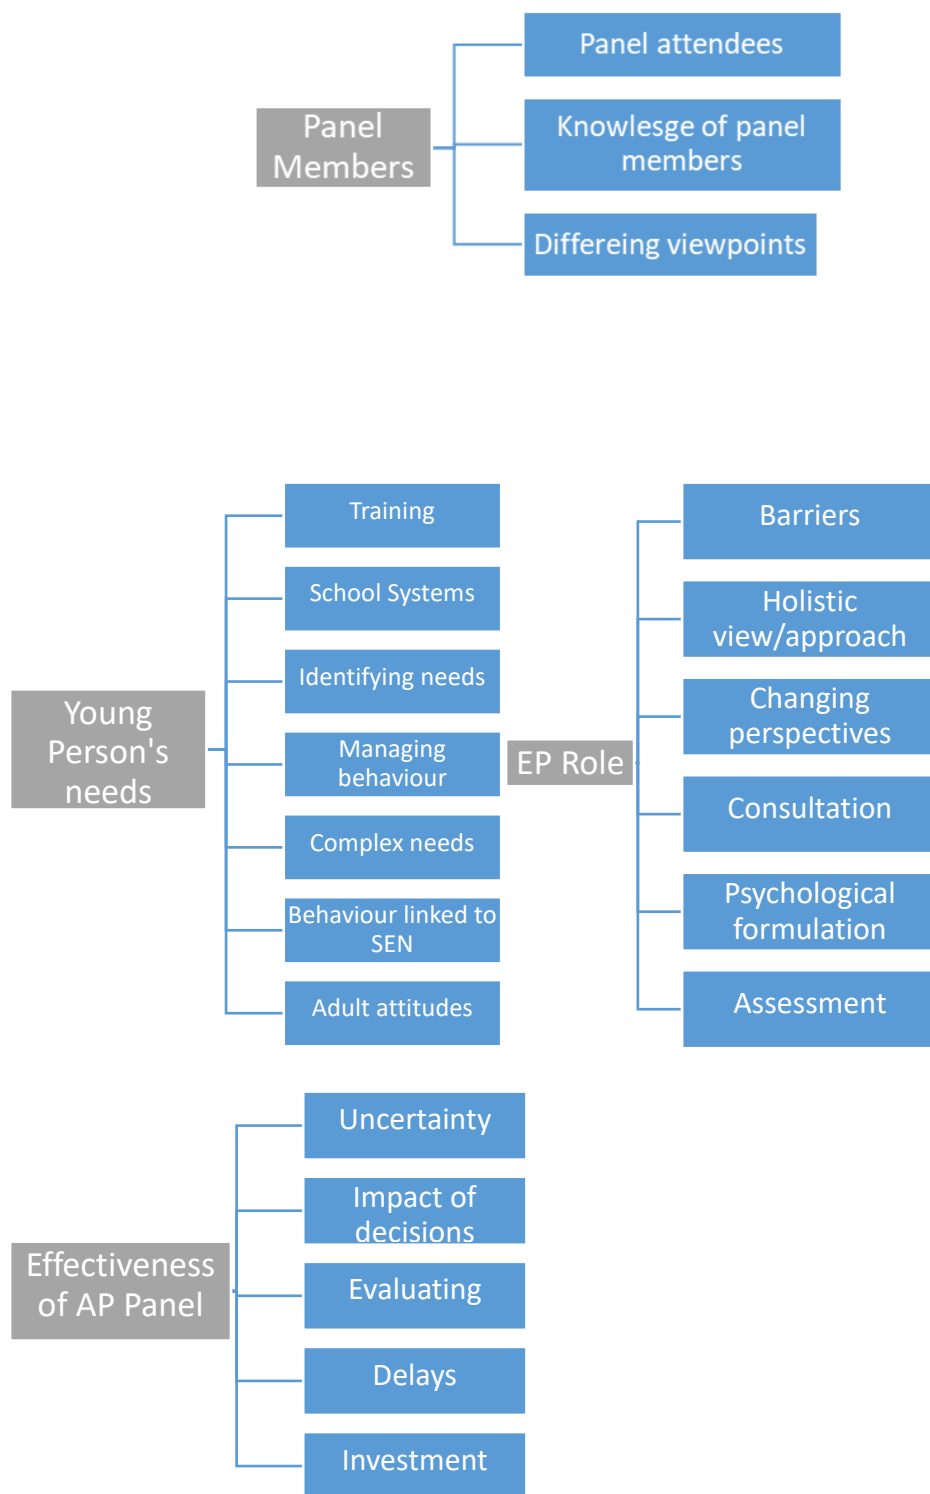 Panel
Members
Panel attendees
Knowlesge of panel
members
Differeing viewpoints
Young
Person's
needs
Training
School Systems
Identifying needs
Managing
behaviour
Complex needs
Behaviour linked to
SEN
Adult attitudes
EP Role
Barriers
Holistic
view/approach
Changing
perspectives
Consultation
Psychological
formulation
Assessment
Effectiveness
of AP Panel
Uncertainty
Impact of
decisions
Evaluating
Delays
Investment